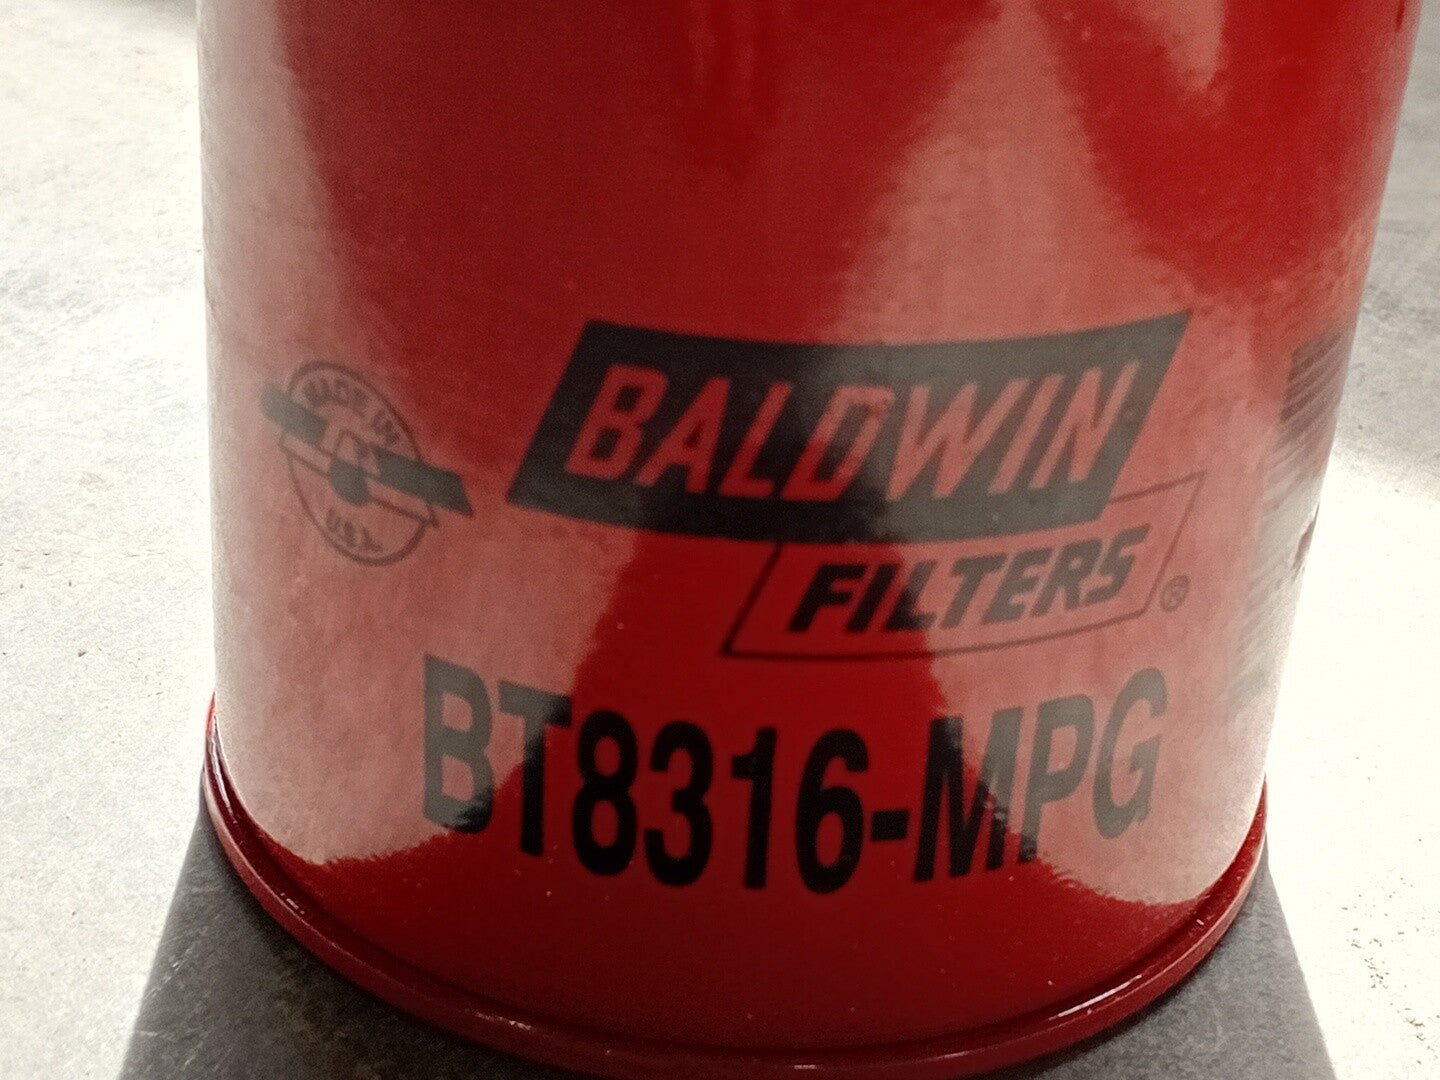 MADE IN
U.S.A.
BALDWIN
FILTERS®
BT8316-MPG